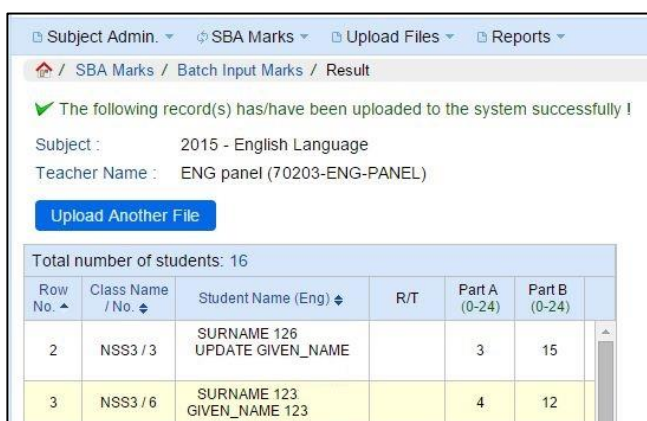 Subject Admin. SBA Marks Upload Files Reports
/ SBA Marks / Batch Input Marks / Result
The following record(s) has/have been uploaded to the system successfully !
Subject : 2015 - English Language
Teacher Name : ENG panel (70203-ENG-PANEL)
Upload Another File
Total number of students: 16
Row Class Name Student Name (Eng) R/T Part A Part B
No. / No. (0-24) (0-24)
2 NSS3 / 3 SURNAME 126 UPDATE GIVEN_NAME 3 15
3 NSS3 / 6 SURNAME 123 GIVEN_NAME 123 4 12